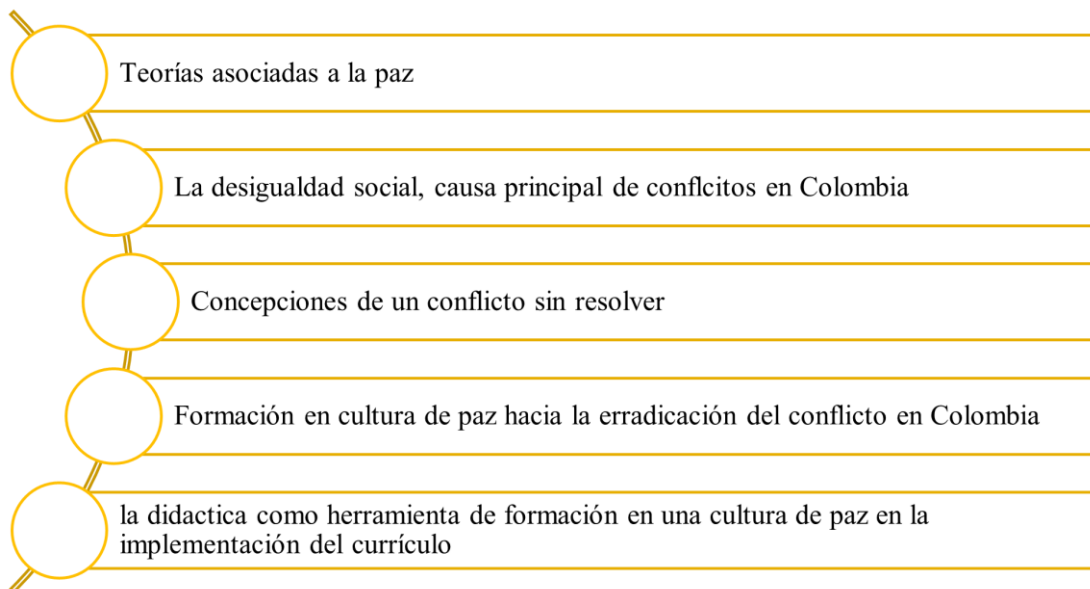 Teorías asociadas a la paz
La desigualdad social, causa principal de conflcitos en Colombia
Concepciones de un conflicto sin resolver
Formación en cultura de paz hacia la erradicación del conflicto en Colombia
la didactica como herramienta de formación en una cultura de paz en la
implementación del currículo